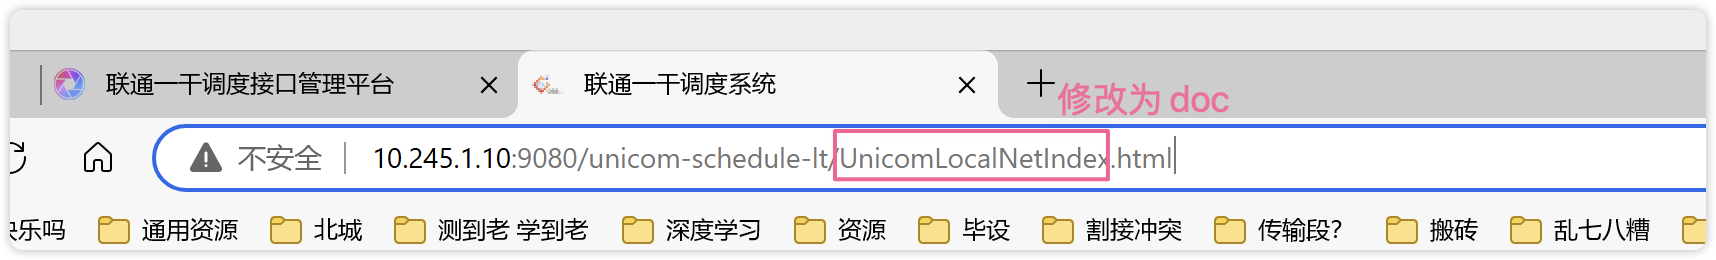 联通一干调度接口管理平台 联通一干调度系统
修改为 doc
不安全 10.245.1.10:9080/unicom-schedule-lt/UnicomLocalNetIndex.html
乐吗 通用资源 北城 测到老 学到老 深度学习 资源 毕设 割接冲突 传输段? 搬砖 乱七八糟